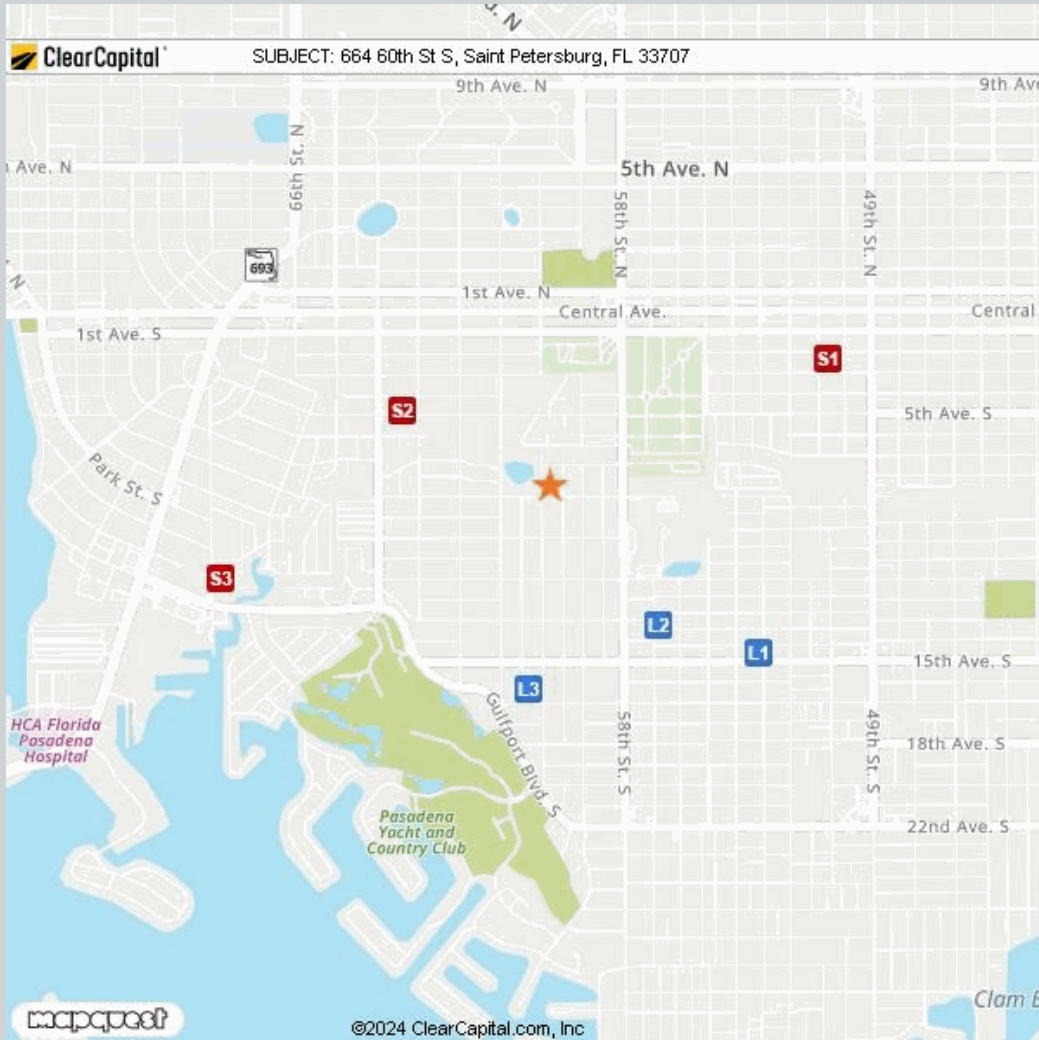 ClearCapital
SUBJECT: 664 60th St S, Saint Petersburg, FL 33707
9th Ave. N
9th Ave
66th St. N
Ave. N
5th Ave. N
58th St. N
49th St. N
693
1st Ave. N
Central Ave.
Central
1st Ave. S
S1
S2
5th Ave. S
Park St. S
S3
L2
L1
15th Ave. S
L3
HCA Florida
Pasadena
Hospital
Gulfport Blvd. S
58th St. S
49th St. S
18th Ave. S
Pasadena
Yacht and
Country Club
22nd Ave. S
Clam
mapquest
©2024 ClearCapital.com, Inc